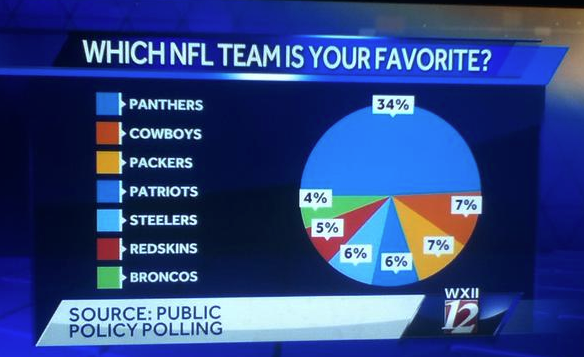 WHICH NFL TEAM IS YOUR FAVORITE?
PANTHERS
COWBOYS
PACKERS
PATRIOTS
STEELERS
REDSKINS
BRONCOS
34%
7%
7%
6%
6%
5%
4%
SOURCE: PUBLIC
POLICY POLLING
WXII
12